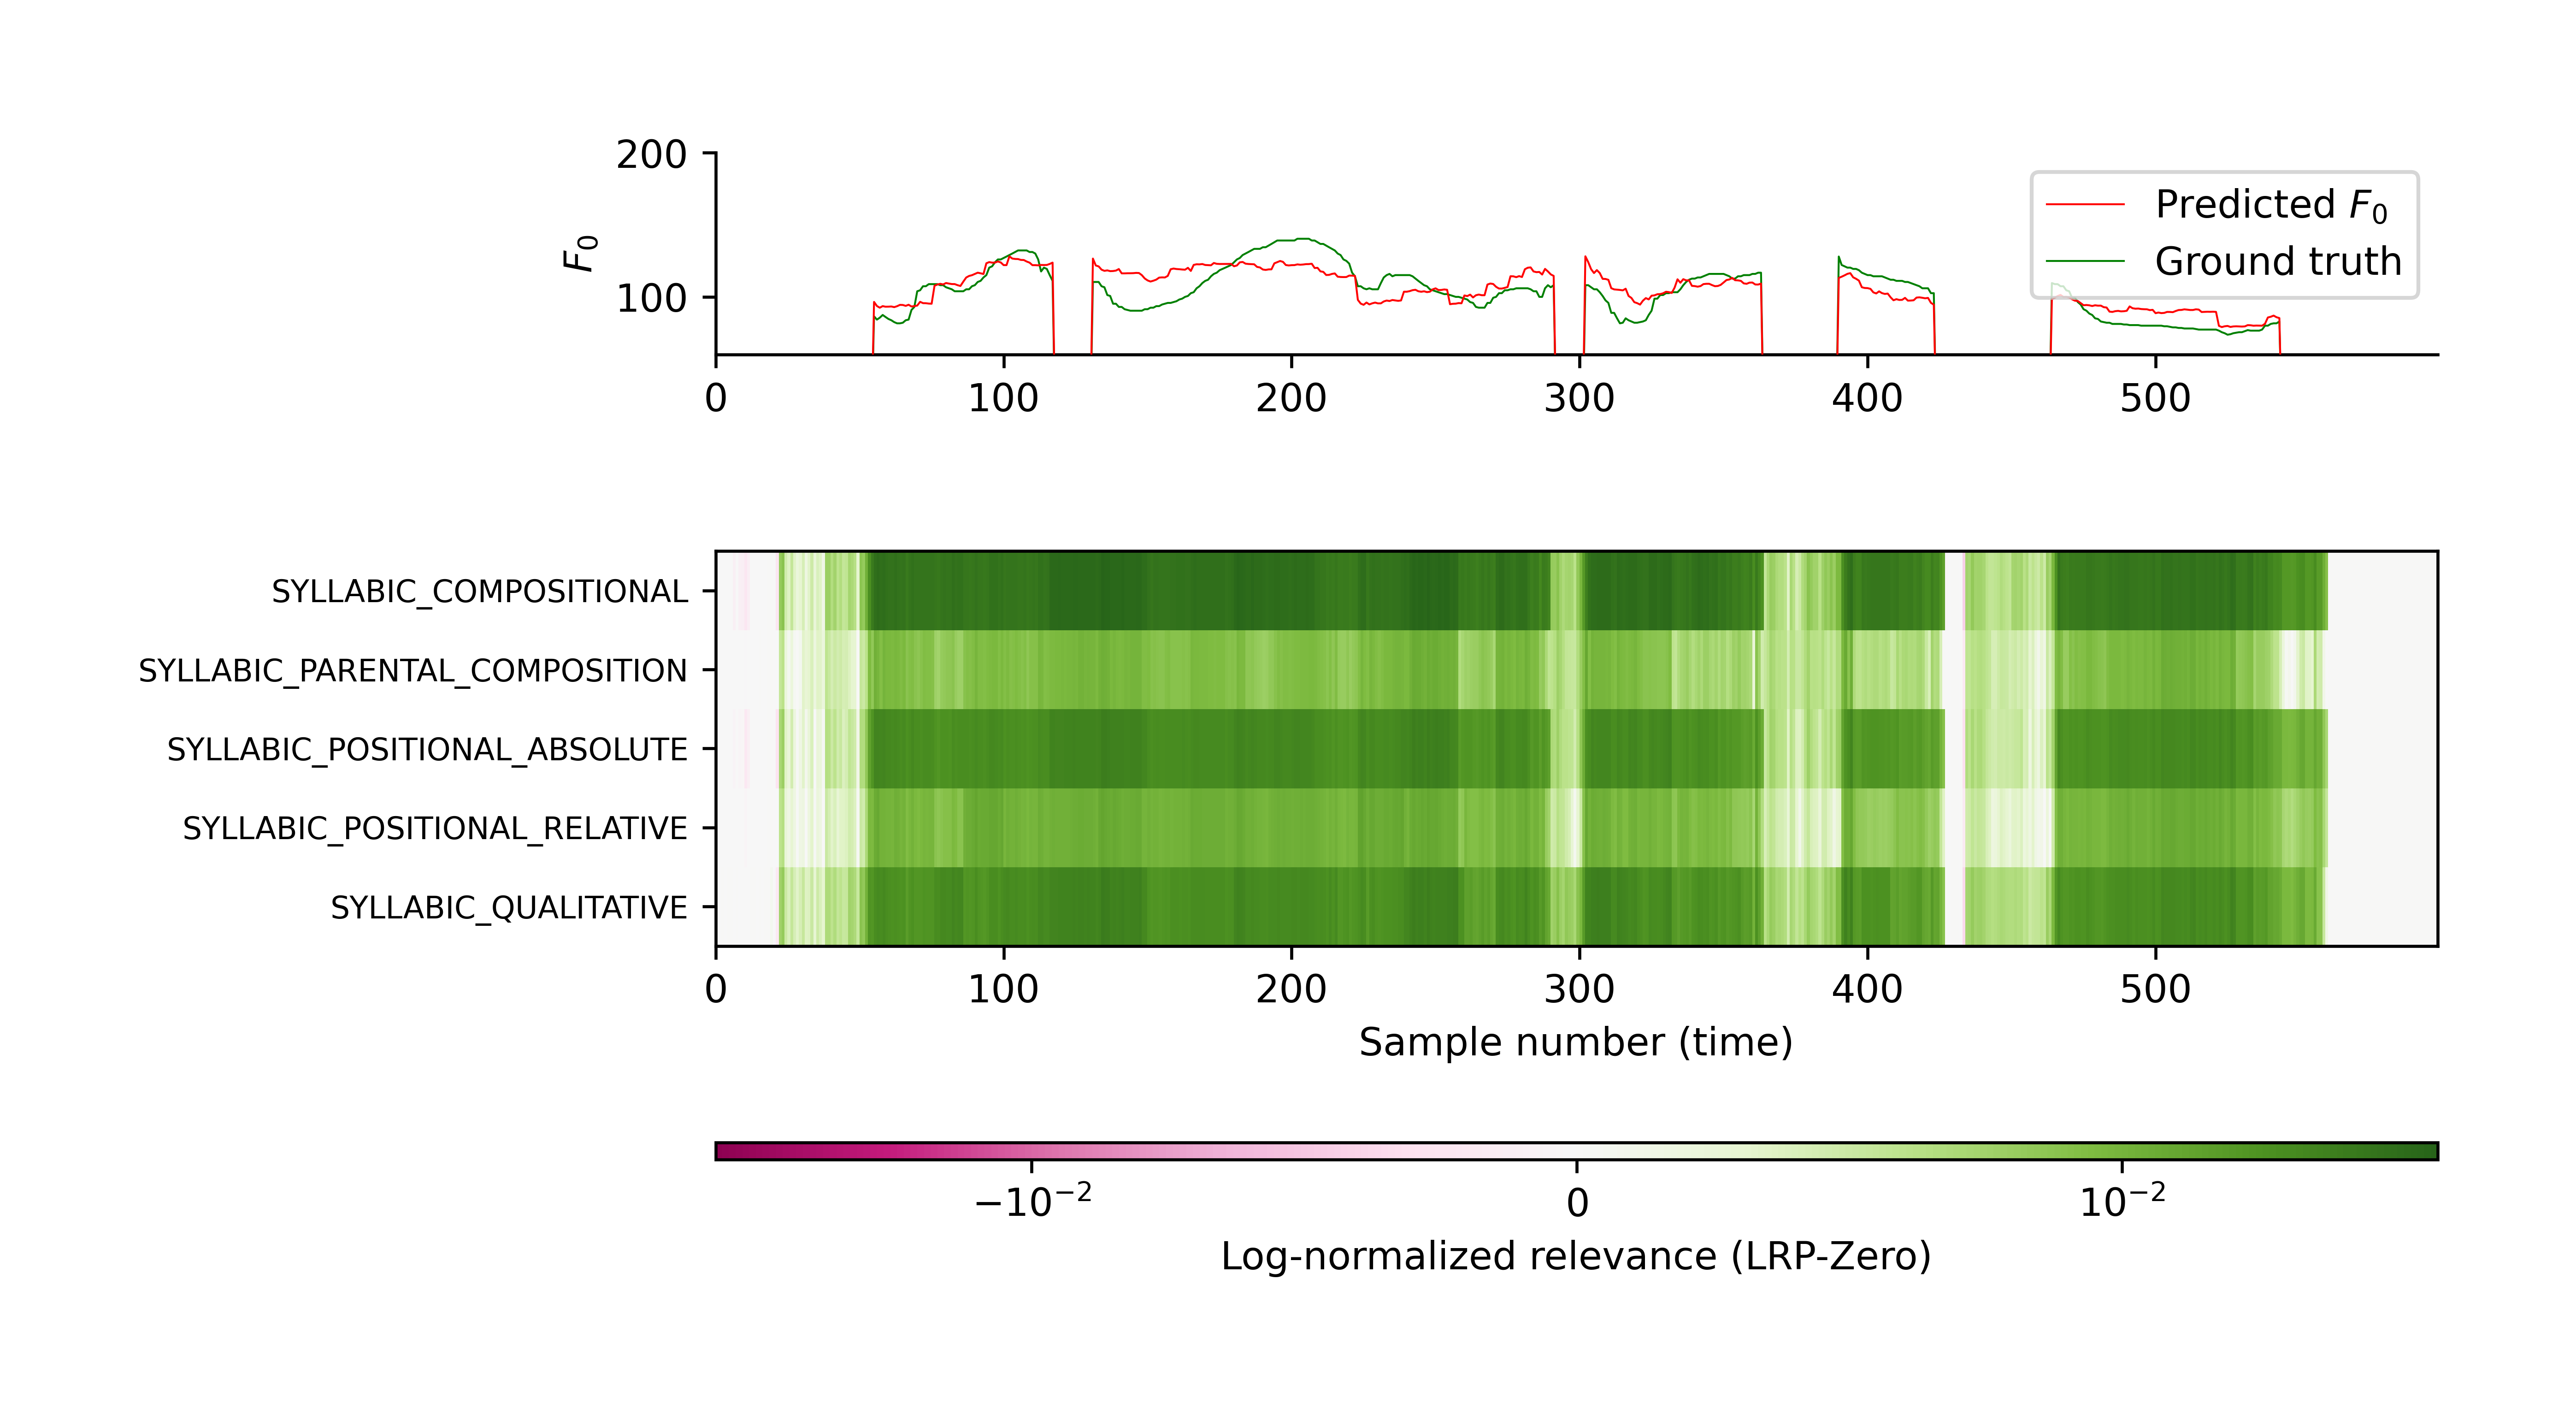 200
100
F₀
Predicted F₀
Ground truth
0 100 200 300 400 500
SYLLABIC_COMPOSITIONAL
SYLLABIC_PARENTAL_COMPOSITION
SYLLABIC_POSITIONAL_ABSOLUTE
SYLLABIC_POSITIONAL_RELATIVE
SYLLABIC_QUALITATIVE
0 100 200 300 400 500
Sample number (time)
−10⁻² 0 10⁻²
Log-normalized relevance (LRP-Zero)